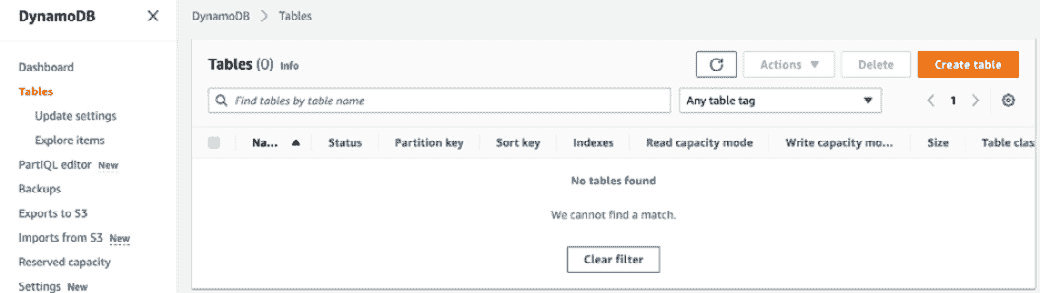 DynamoDB
DynamoDB > Tables
Dashboard
Tables
Update settings
Explore items
PartiQL editor New
Backups
Exports to S3
Imports from S3 New
Reserved capacity
Settings New
Tables (0) Info
Actions
Delete
Create table
Find tables by table name
Any table tag
1
Na... Status Partition key Sort key Indexes Read capacity mode Write capacity mo... Size Table clas
No tables found
We cannot find a match.
Clear filter